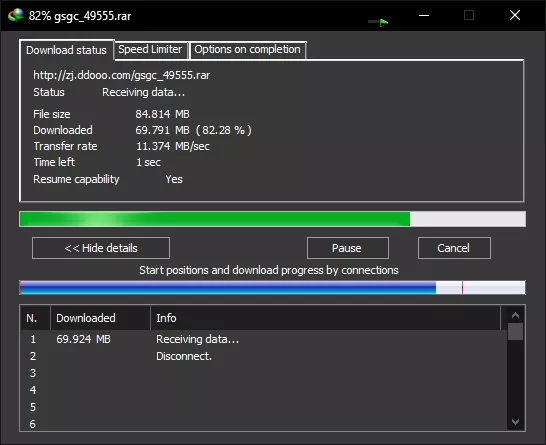 82% gsgc_49555.rar
Download status Speed Limiter Options on completion
http://zj.ddooo.com/gsgc_49555.rar
Status Receiving data...
File size 84.814 MB
Downloaded 69.791 MB ( 82.28 % )
Transfer rate 11.374 MB/sec
Time left 1 sec
Resume capability Yes
<< Hide details Pause Cancel
Start positions and download progress by connections
N. Downloaded Info
1 69.924 MB Receiving data...
2 Disconnect.
3
4
5
6